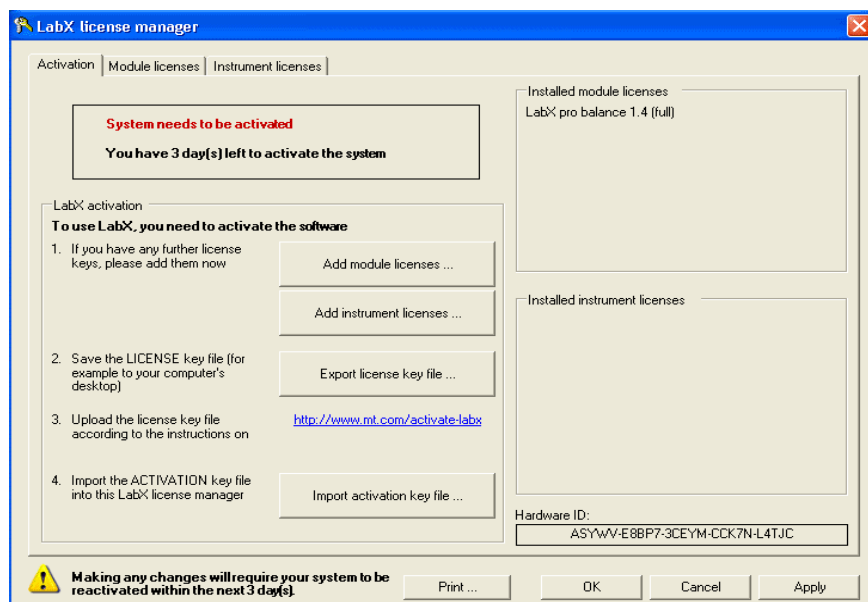 LabX license manager
Activation
Module licenses
Instrument licenses
System needs to be activated
You have 3 day(s) left to activate the system
LabX activation
To use LabX, you need to activate the software
1. If you have any further license
keys, please add them now
Add module licenses ...
Add instrument licenses ...
2. Save the LICENSE key file (for
example to your computer's
desktop)
Export license key file ...
3. Upload the license key file
according to the instructions on
http://www.mt.com/activate-labx
4. Import the ACTIVATION key file
into this LabX license manager
Import activation key file ...
Installed module licenses
LabX pro balance 1.4 (full)
Installed instrument licenses
Hardware ID:
ASYWV-E8BP7-3CEYM-CCK7N-L4TJC
Making any changes will require your system to be
reactivated within the next 3 day(s).
Print ...
OK
Cancel
Apply